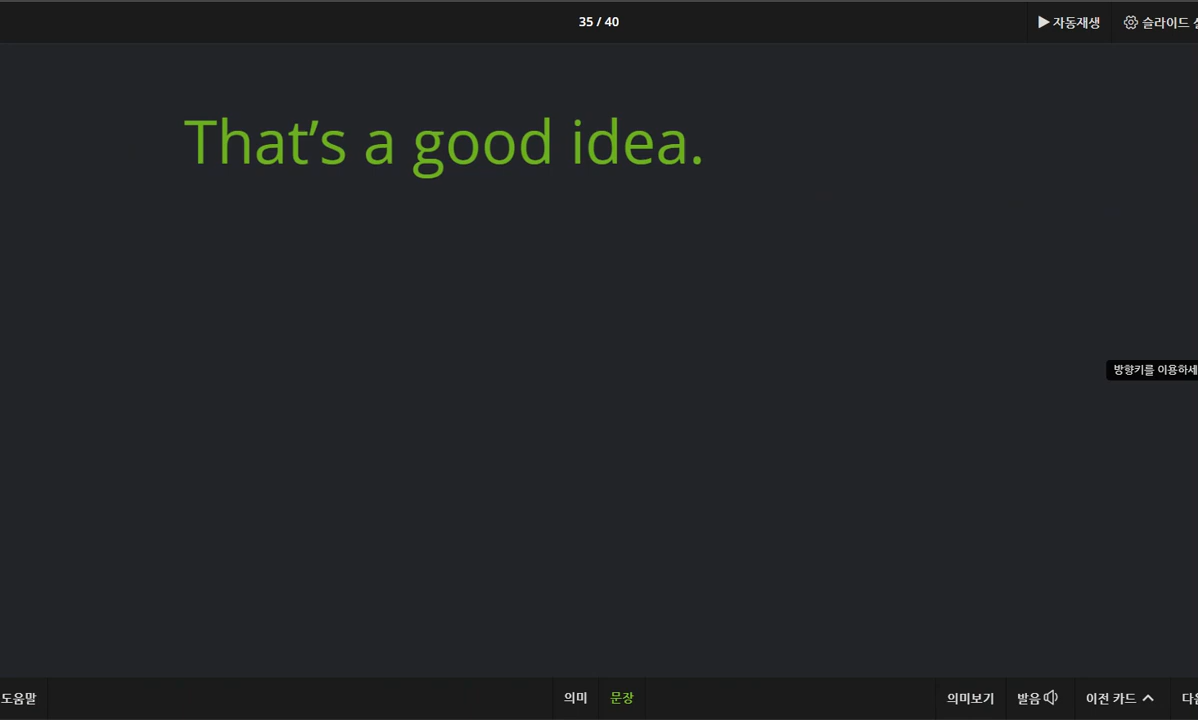 35 / 40
자동재생
슬라이드
That's a good idea.
방향키를 이용하세
도움말
의미
문장
의미보기
발음
이전 카드
다음